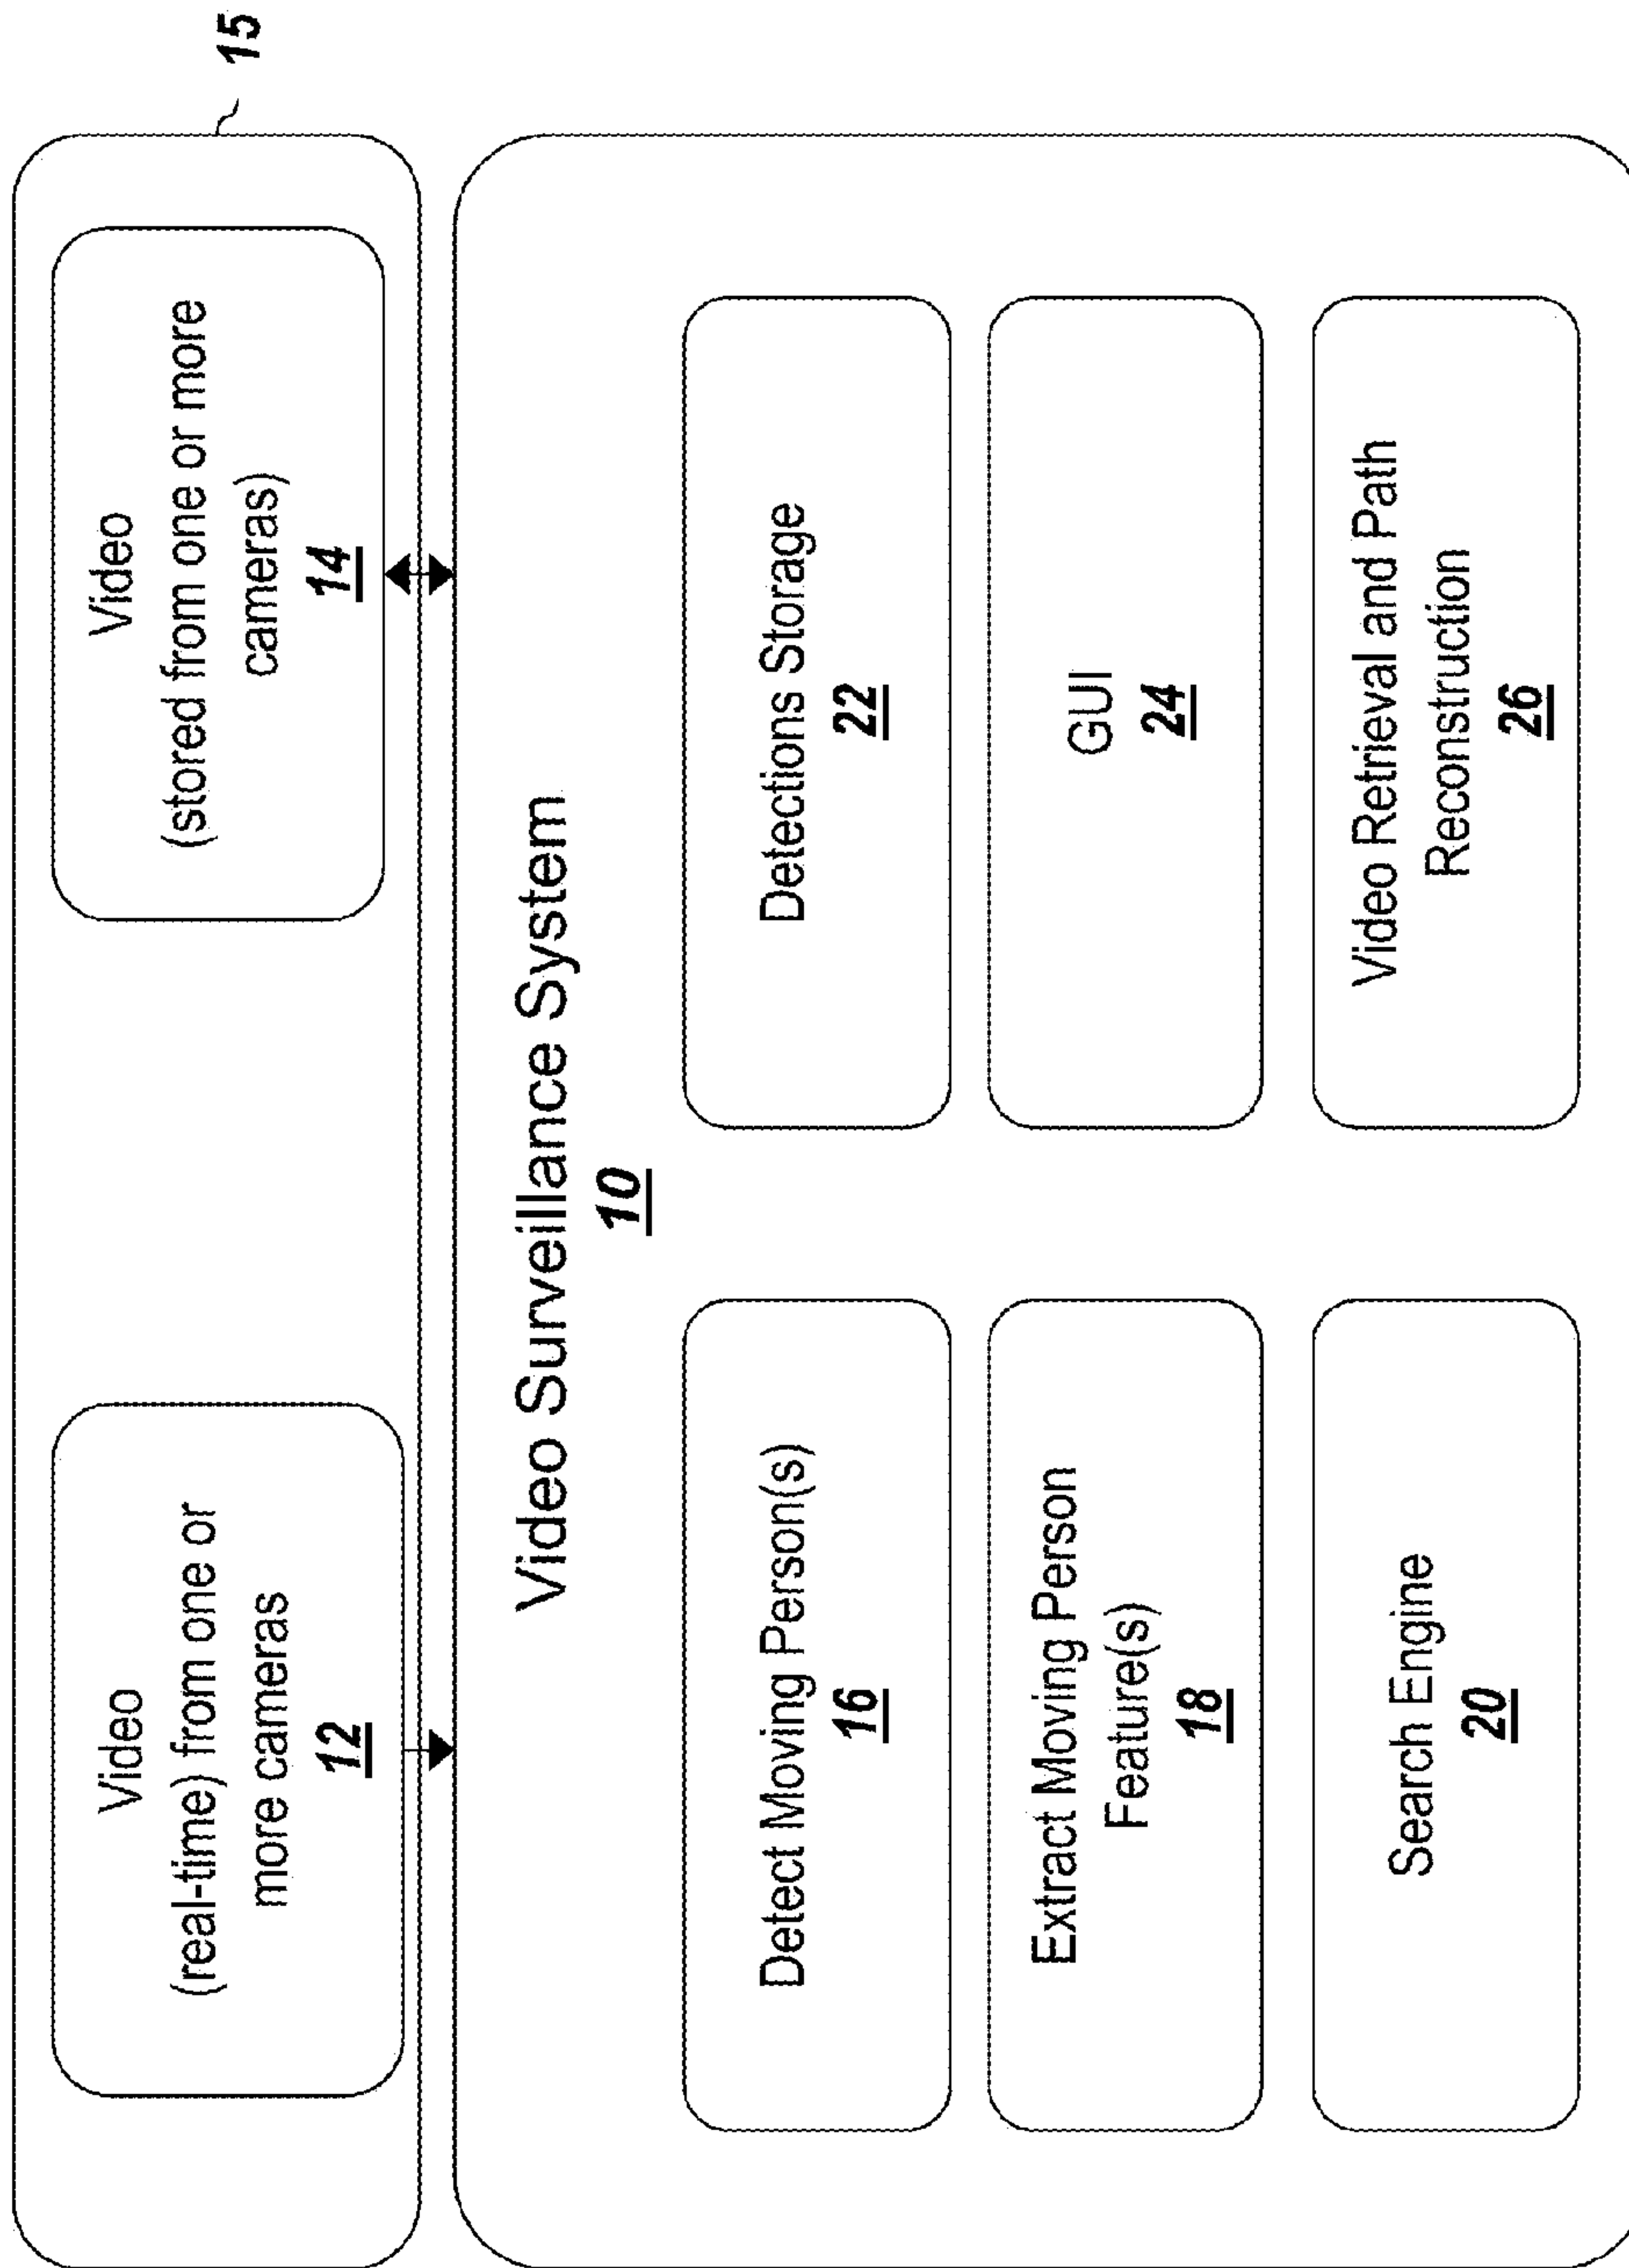 15
Video
(real-time) from one or
more cameras
12
Video
(stored from one or more
cameras)
14
Video Surveillance System
10
Detect Moving Person(s)
16
Extract Moving Person
Feature(s)
18
Search Engine
20
Detections Storage
22
GUI
24
Video Retrieval and Path
Reconstruction
26